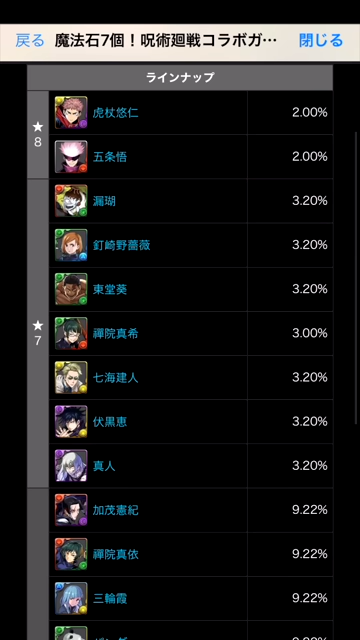 戻る 魔法石7個！呪術廻戦コラボガ… 閉じる
ラインナップ
★8
虎杖悠仁 2.00%
五条悟 2.00%
★7
漏瑚 3.20%
釘崎野薔薇 3.20%
東堂葵 3.20%
禪院真希 3.00%
七海建人 3.20%
伏黒恵 3.20%
真人 3.20%
加茂憲紀 9.22%
禪院真依 9.22%
三輪霞 9.22%